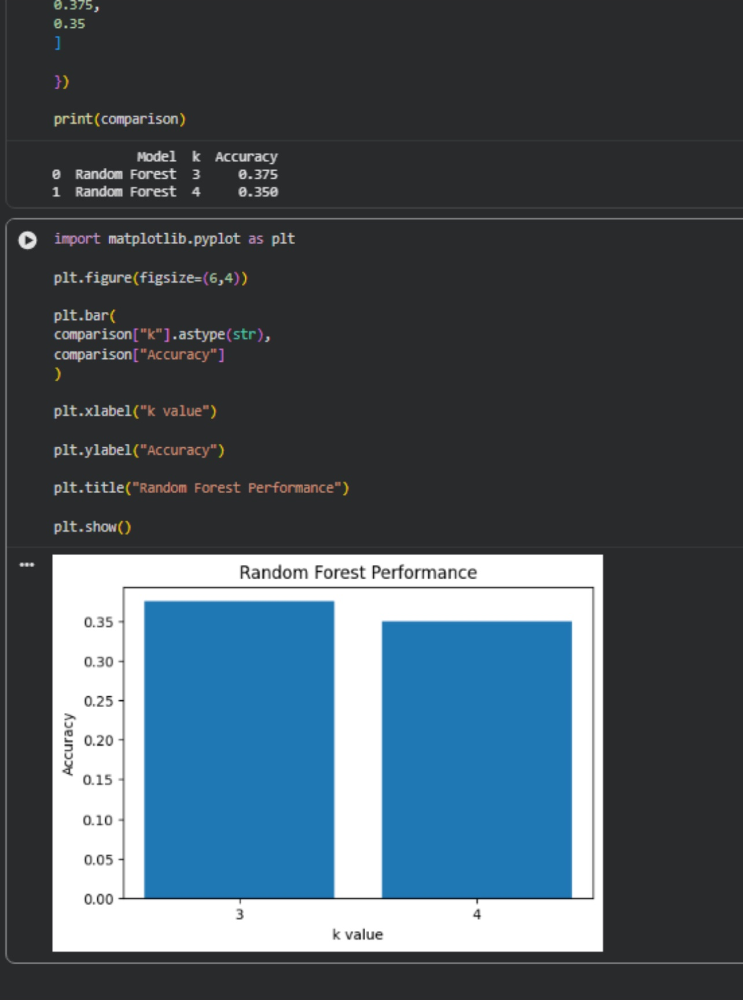 0.375,
0.35
]
})
print(comparison)
Model k Accuracy
0 Random Forest 3 0.375
1 Random Forest 4 0.350
import matplotlib.pyplot as plt
plt.figure(figsize=(6,4))
plt.bar(
comparison["k"].astype(str),
comparison["Accuracy"]
)
plt.xlabel("k value")
plt.ylabel("Accuracy")
plt.title("Random Forest Performance")
plt.show()
Random Forest Performance
0.35
0.30
0.25
0.20
0.15
0.10
0.05
0.00
Accuracy
3 4
k value